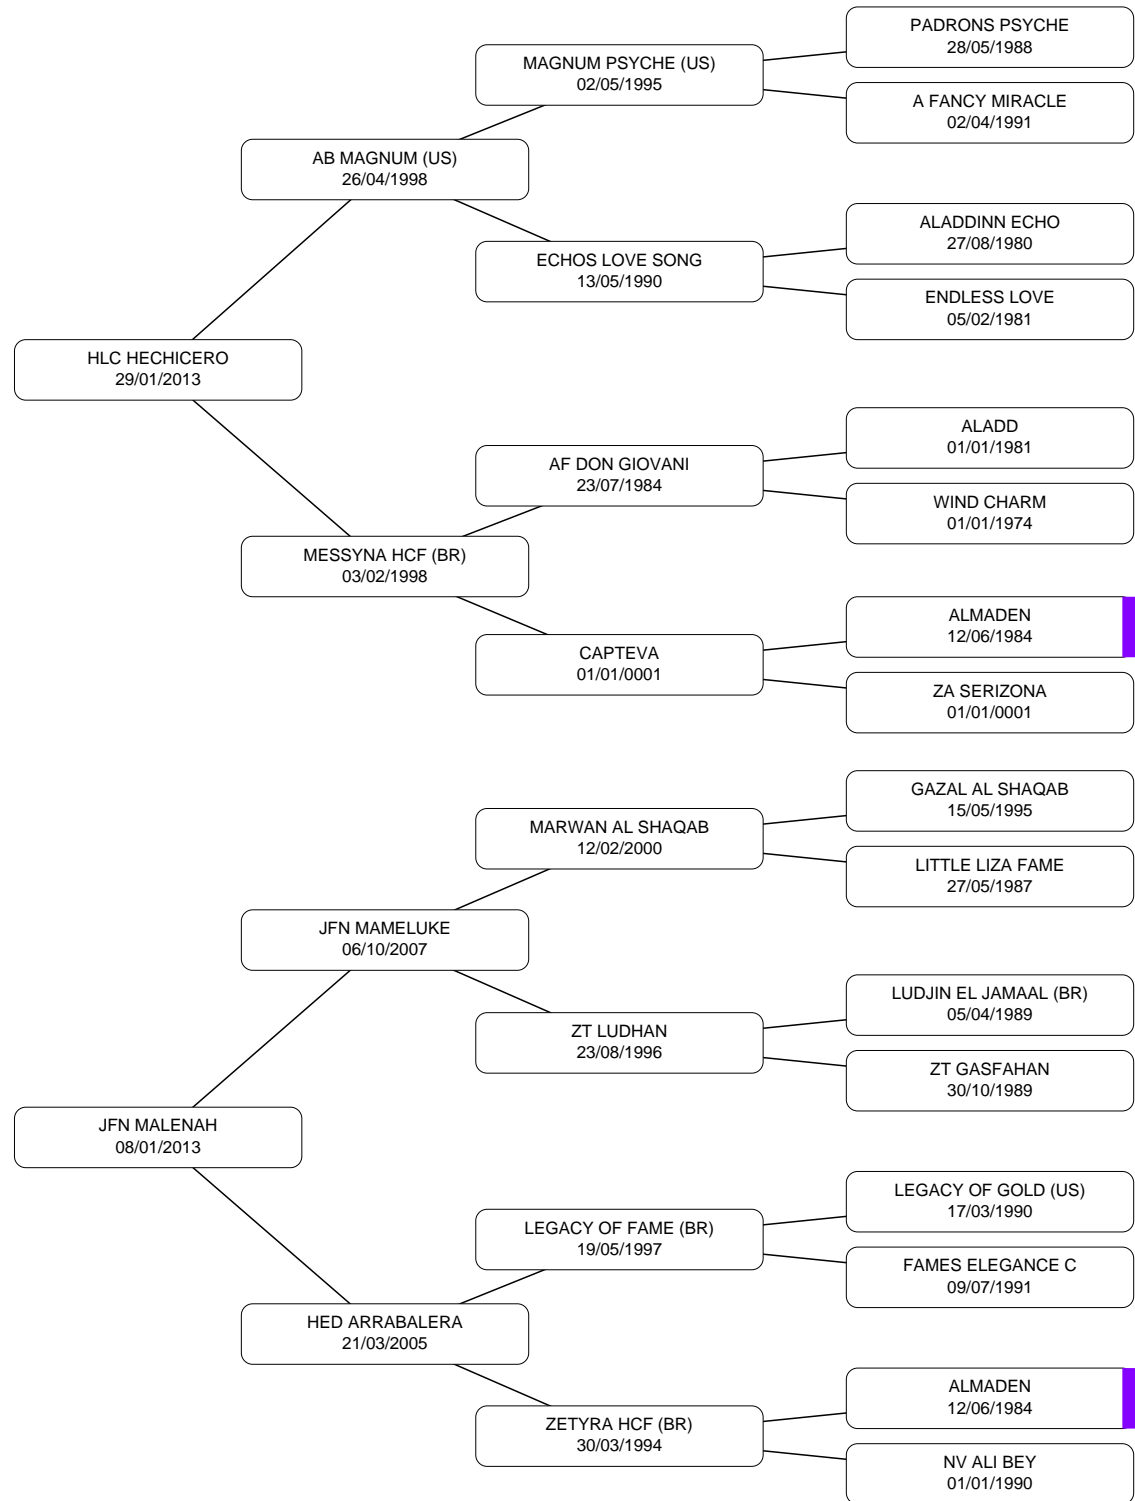 PADRONS PSYCHE
28/05/1988
MAGNUM PSYCHE (US)
02/05/1995
A FANCY MIRACLE
02/04/1991
AB MAGNUM (US)
26/04/1998
ALADDINN ECHO
27/08/1980
ECHOS LOVE SONG
13/05/1990
ENDLESS LOVE
05/02/1981
HLC HECHICERO
29/01/2013
ALADD
01/01/1981
AF DON GIOVANI
23/07/1984
WIND CHARM
01/01/1974
MESSYNA HCF (BR)
03/02/1998
ALMADEN
12/06/1984
CAPTEVA
01/01/0001
ZA SERIZONA
01/01/0001
GAZAL AL SHAQAB
15/05/1995
MARWAN AL SHAQAB
12/02/2000
LITTLE LIZA FAME
27/05/1987
JFN MAMELUKE
06/10/2007
LUDJIN EL JAMAAL (BR)
05/04/1989
ZT LUDHAN
23/08/1996
ZT GASFAHAN
30/10/1989
JFN MALENAH
08/01/2013
LEGACY OF GOLD (US)
17/03/1990
LEGACY OF FAME (BR)
19/05/1997
FAMES ELEGANCE C
09/07/1991
HED ARRABALERA
21/03/2005
ALMADEN
12/06/1984
ZETYRA HCF (BR)
30/03/1994
NV ALI BEY
01/01/1990